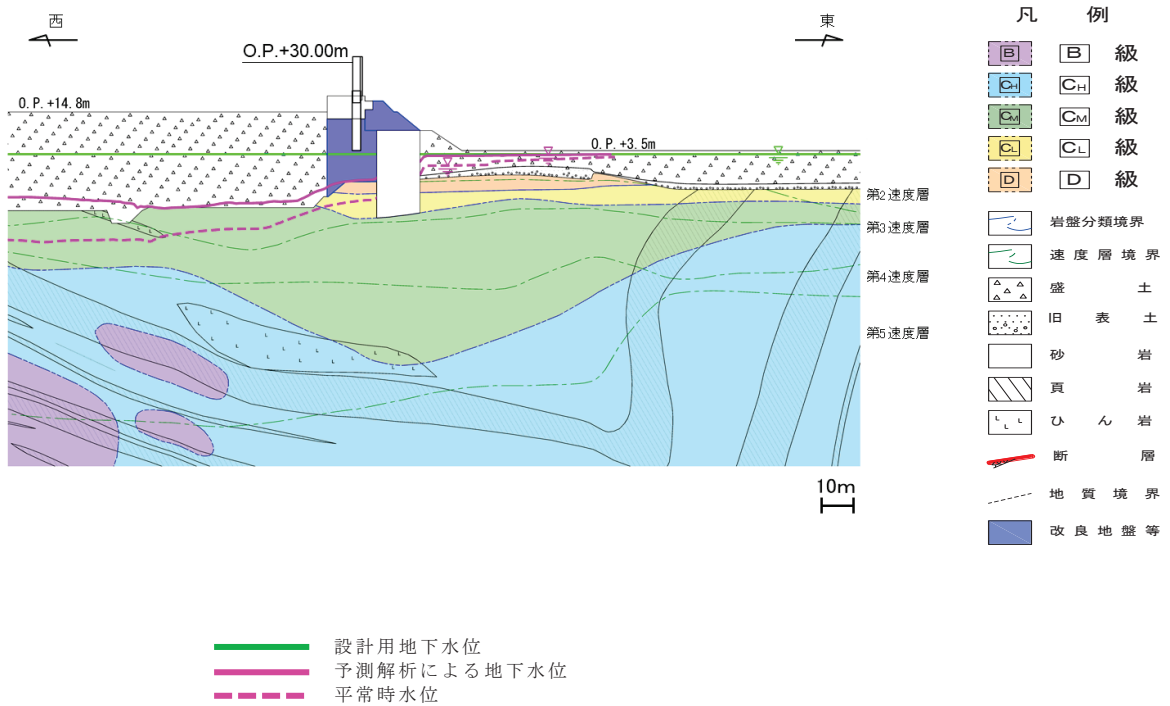 西
東
O.P.+30.00m
O.P.+14.8m
O.P.+3.5m
第2速度層
第3速度層
第4速度層
第5速度層
10m
凡 例
B B 級
CH CH 級
CM CM 級
CL CL 級
D D 級
岩盤分類境界
速度層境界
盛 土
旧 表 土
砂 岩
頁 岩
ひ ん 岩
断 層
地 質 境 界
改 良 地 盤 等
設計用地下水位
予測解析による地下水位
平常時水位